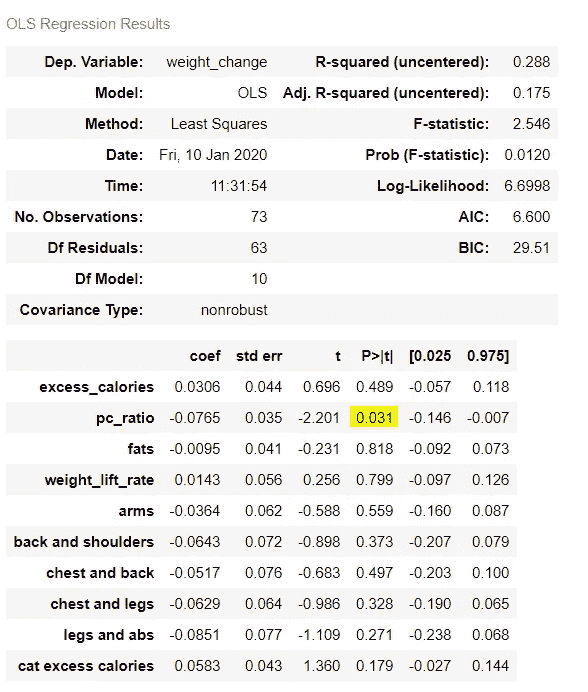 OLS Regression Results
Dep. Variable: weight_change R-squared (uncentered): 0.288
Model: OLS Adj. R-squared (uncentered): 0.175
Method: Least Squares F-statistic: 2.546
Date: Fri, 10 Jan 2020 Prob (F-statistic): 0.0120
Time: 11:31:54 Log-Likelihood: 6.6998
No. Observations: 73 AIC: 6.600
Df Residuals: 63 BIC: 29.51
Df Model: 10
Covariance Type: nonrobust
coef std err t P>|t| [0.025 0.975]
excess_calories 0.0306 0.044 0.696 0.489 -0.057 0.118
pc_ratio -0.0765 0.035 -2.201 0.031 -0.146 -0.007
fats -0.0095 0.041 -0.231 0.818 -0.092 0.073
weight_lift_rate 0.0143 0.056 0.256 0.799 -0.097 0.126
arms -0.0364 0.062 -0.588 0.559 -0.160 0.087
back and shoulders -0.0643 0.072 -0.898 0.373 -0.207 0.079
chest and back -0.0517 0.076 -0.683 0.497 -0.203 0.100
chest and legs -0.0629 0.064 -0.986 0.328 -0.190 0.065
legs and abs -0.0851 0.077 -1.109 0.271 -0.238 0.068
cat excess calories 0.0583 0.043 1.360 0.179 -0.027 0.144